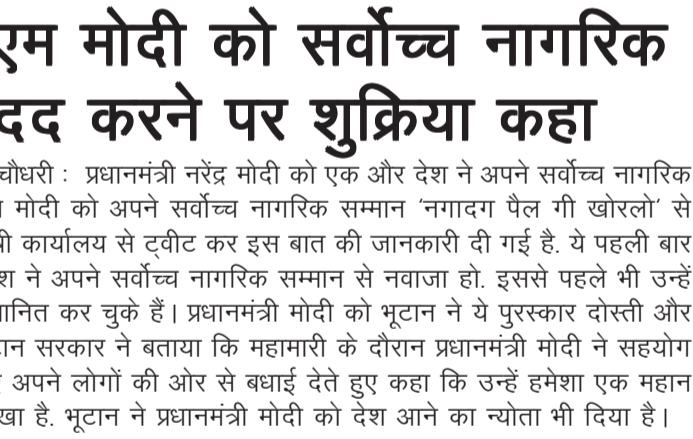 एम मोदी को सर्वोच्च नागरिक
दद करने पर शुक्रिया कहा
चौधरी : प्रधानमंत्री नरेंद्र मोदी को एक और देश ने अपने सर्वोच्च नागरिक
मोदी को अपने सर्वोच्च नागरिक सम्मान 'नगादग पैल गी खोरलो' से
कार्यालय से ट्वीट कर इस बात की जानकारी दी गई है. ये पहली बार
श ने अपने सर्वोच्च नागरिक सम्मान से नवाजा हो. इससे पहले भी उन्हें
ानित कर चुके हैं। प्रधानमंत्री मोदी को भूटान ने ये पुरस्कार दोस्ती और
ान सरकार ने बताया कि महामारी के दौरान प्रधानमंत्री मोदी ने सहयोग
अपने लोगों की ओर से बधाई देते हुए कहा कि उन्हें हमेशा एक महान
खा है. भूटान ने प्रधानमंत्री मोदी को देश आने का न्योता भी दिया है।